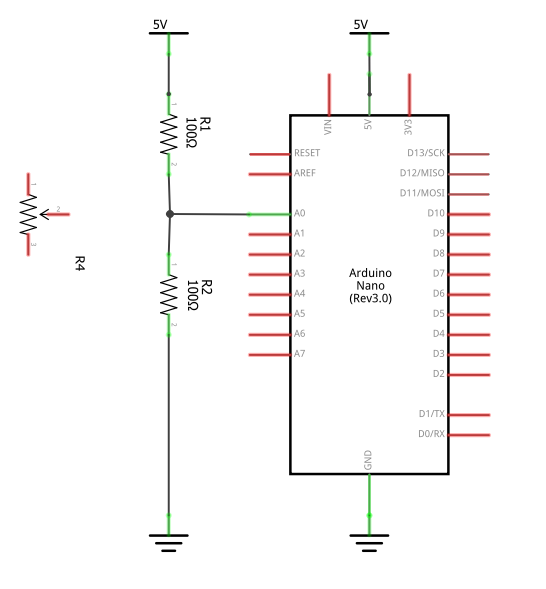 5V
5V
1
R1
100Ω
2
1
2
3
R4
1
R2
100Ω
2
VIN
5V
3V3
RESET
AREF
A0
A1
A2
A3
A4
A5
A6
A7
D13/SCK
D12/MISO
D11/MOSI
D10
D9
D8
D7
D6
D5
D4
D3
D2
D1/TX
D0/RX
Arduino
Nano
(Rev3.0)
GND